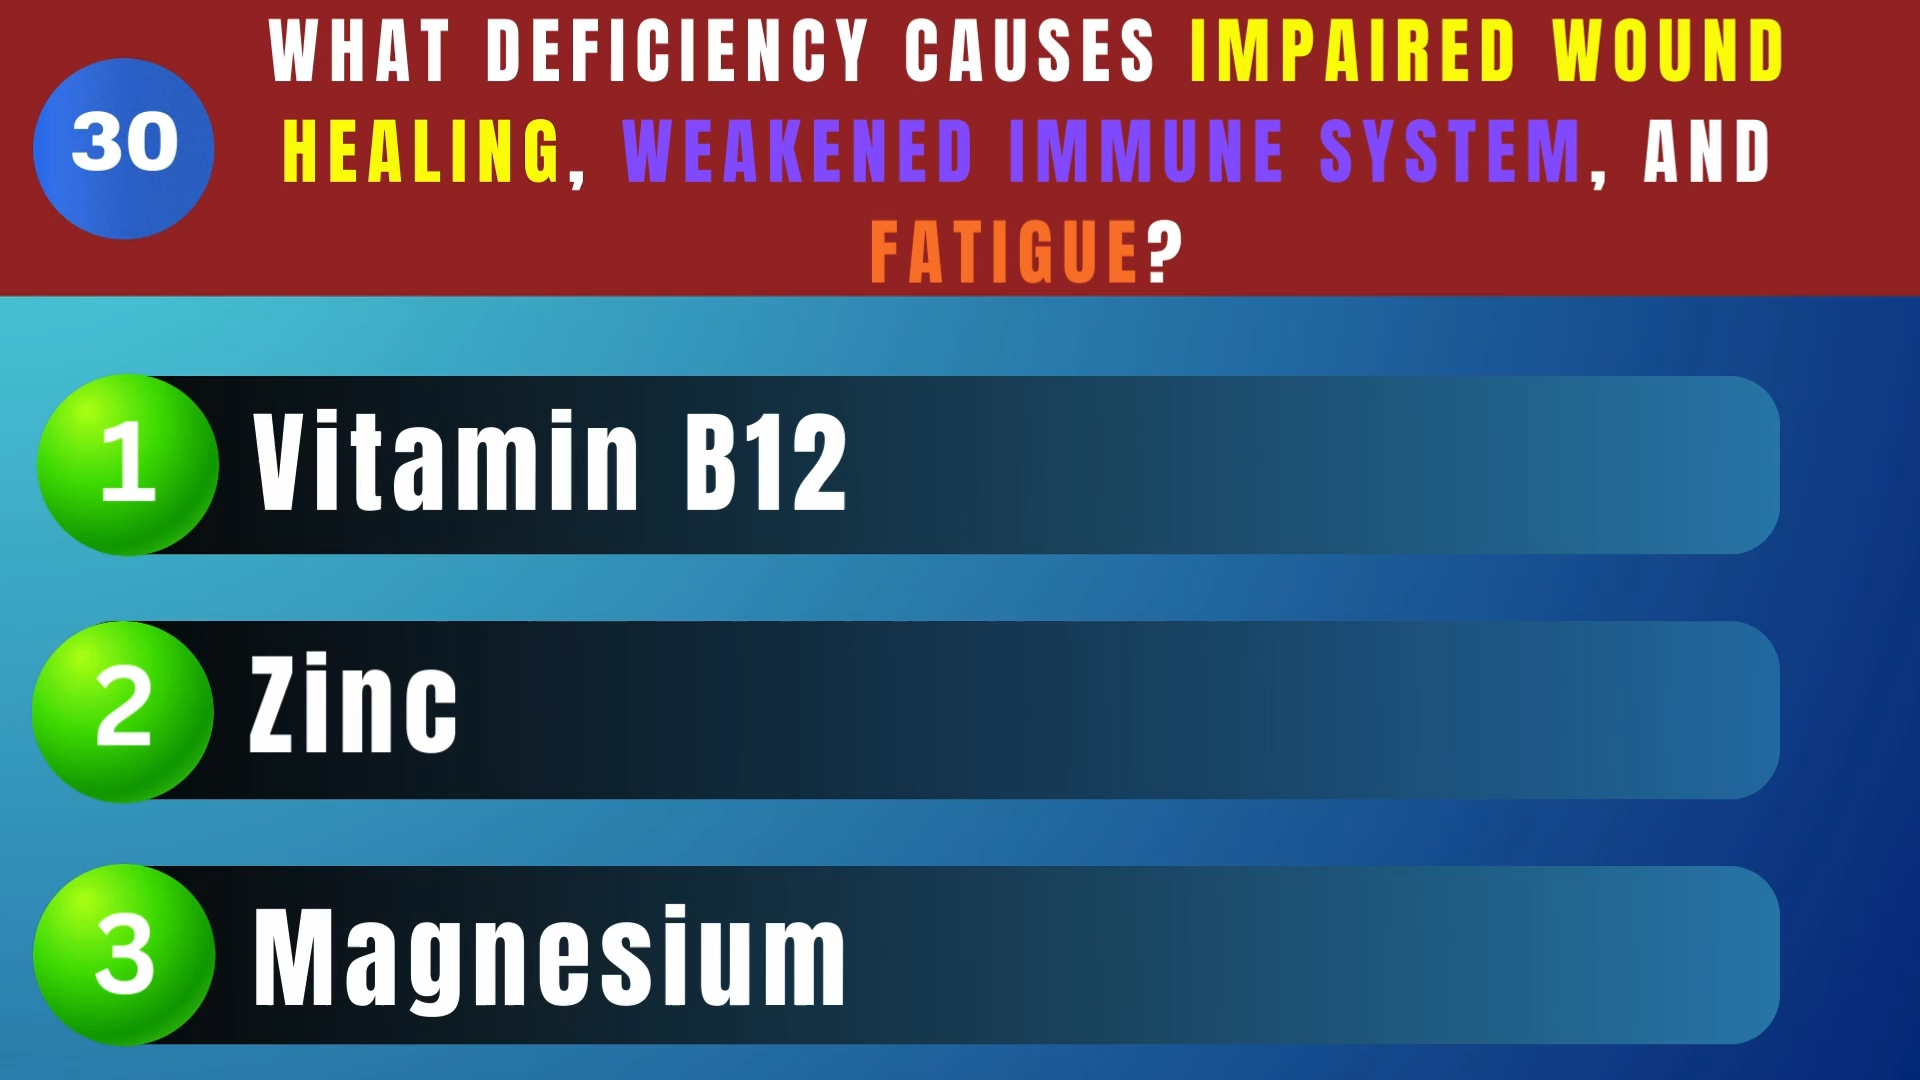 30
WHAT DEFICIENCY CAUSES IMPAIRED WOUND
HEALING, WEAKENED IMMUNE SYSTEM, AND
FATIGUE?
1 Vitamin B12
2 Zinc
3 Magnesium